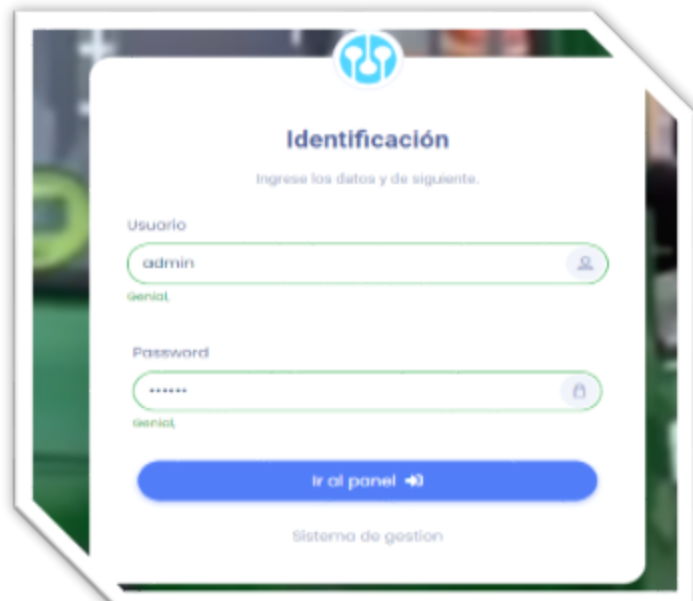 Identificación
Ingrese los datos y de siguiente.
Usuario
admin
Genial,
Password
••••••
Genial,
Ir al panel
Sistema de gestion